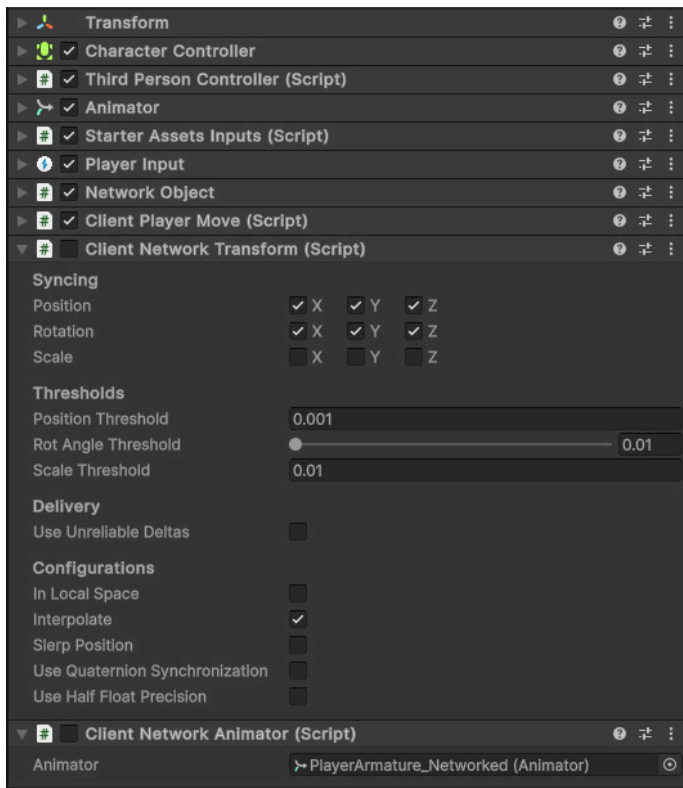 Transform
Character Controller
# Third Person Controller (Script)
Animator
# Starter Assets Inputs (Script)
Player Input
# Network Object
# Client Player Move (Script)
# Client Network Transform (Script)
Syncing
Position X Y Z
Rotation X Y Z
Scale X Y Z
Thresholds
Position Threshold 0.001
Rot Angle Threshold 0.01
Scale Threshold 0.01
Delivery
Use Unreliable Deltas
Configurations
In Local Space
Interpolate
Slerp Position
Use Quaternion Synchronization
Use Half Float Precision
# Client Network Animator (Script)
Animator PlayerArmature_Networked (Animator)